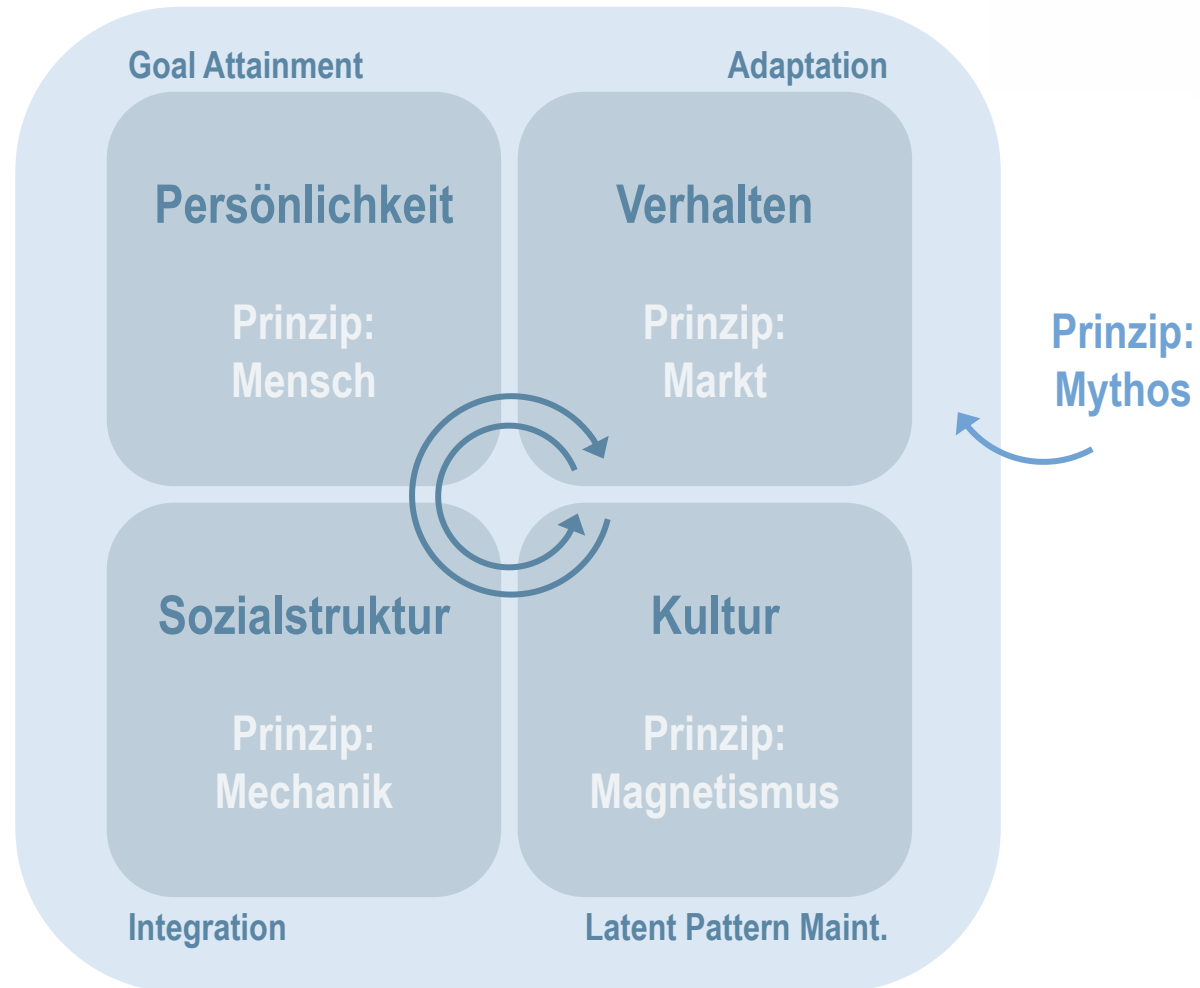 Goal Attainment
Adaptation
Persönlichkeit
Prinzip:
Mensch
Verhalten
Prinzip:
Markt
Prinzip:
Mythos
Sozialstruktur
Prinzip:
Mechanik
Kultur
Prinzip:
Magnetismus
Integration
Latent Pattern Maint.